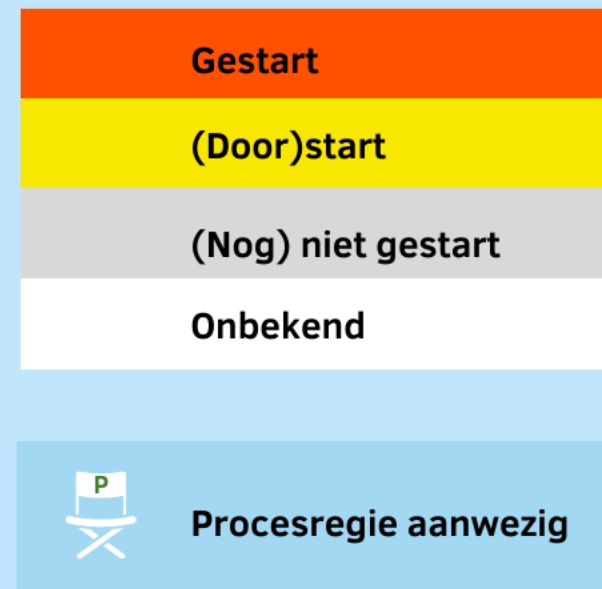 Gestart
(Door)start
(Nog) niet gestart
Onbekend
P
Procesregie aanwezig